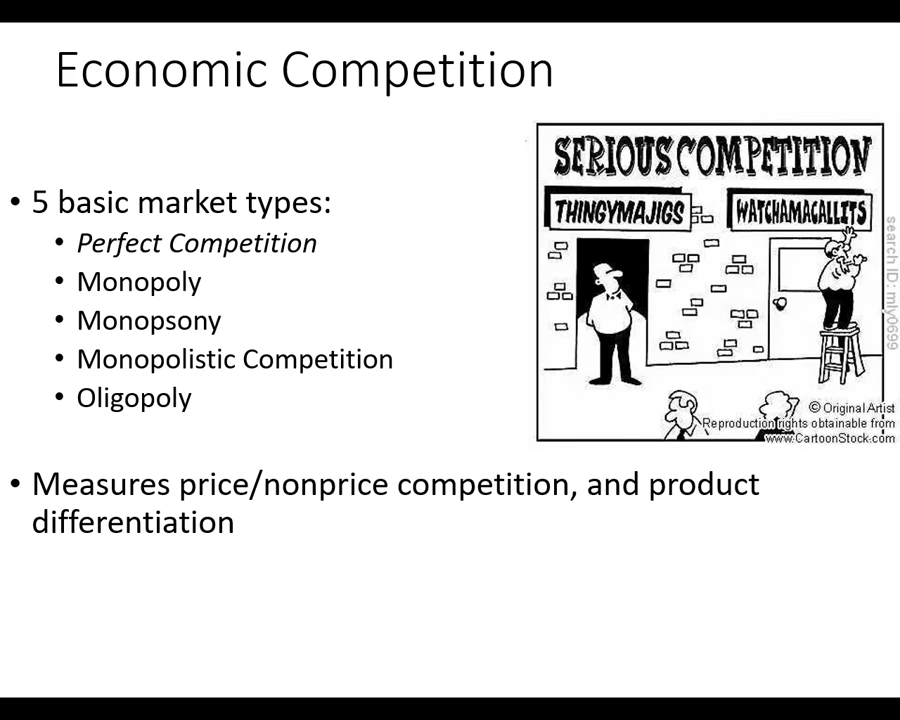 Economic Competition
• 5 basic market types:
• Perfect Competition
• Monopoly
• Monopsony
• Monopolistic Competition
• Oligopoly
• Measures price/nonprice competition, and product
differentiation
SERIOUS COMPETITION
THINGYMAJIGS
WATCHAMACALLITS
© Original Artist
Reproduction rights obtainable from
www.CartoonStock.com
search ID: mly0699